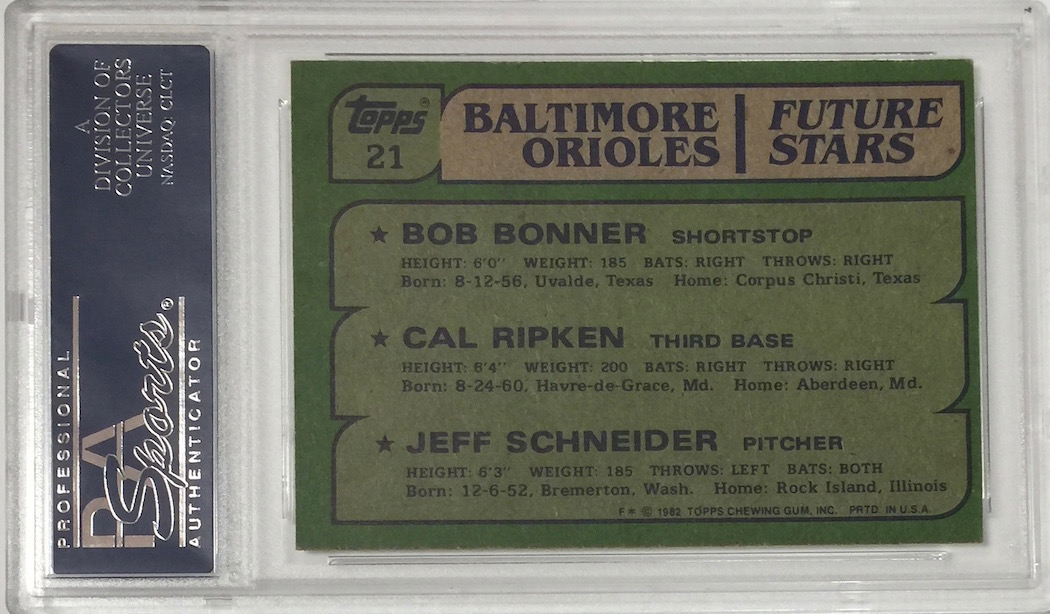 A
DIVISION OF
COLLECTORS
UNIVERSE
NASDAQ: CLCT
PROFESSIONAL
PSA
Sports®
AUTHENTICATOR
Topps®
21
BALTIMORE
ORIOLES
FUTURE
STARS
★ BOB BONNER SHORTSTOP
HEIGHT: 6'0" WEIGHT: 185 BATS: RIGHT THROWS: RIGHT
Born: 8-12-56, Uvalde, Texas Home: Corpus Christi, Texas
★ CAL RIPKEN THIRD BASE
HEIGHT: 6'4" WEIGHT: 200 BATS: RIGHT THROWS: RIGHT
Born: 8-24-60, Havre-de-Grace, Md. Home: Aberdeen, Md.
★ JEFF SCHNEIDER PITCHER
HEIGHT: 6'3" WEIGHT: 185 THROWS: LEFT BATS: BOTH
Born: 12-6-52, Bremerton, Wash. Home: Rock Island, Illinois
F* © 1982 TOPPS CHEWING GUM, INC. PRTD. IN U.S.A.